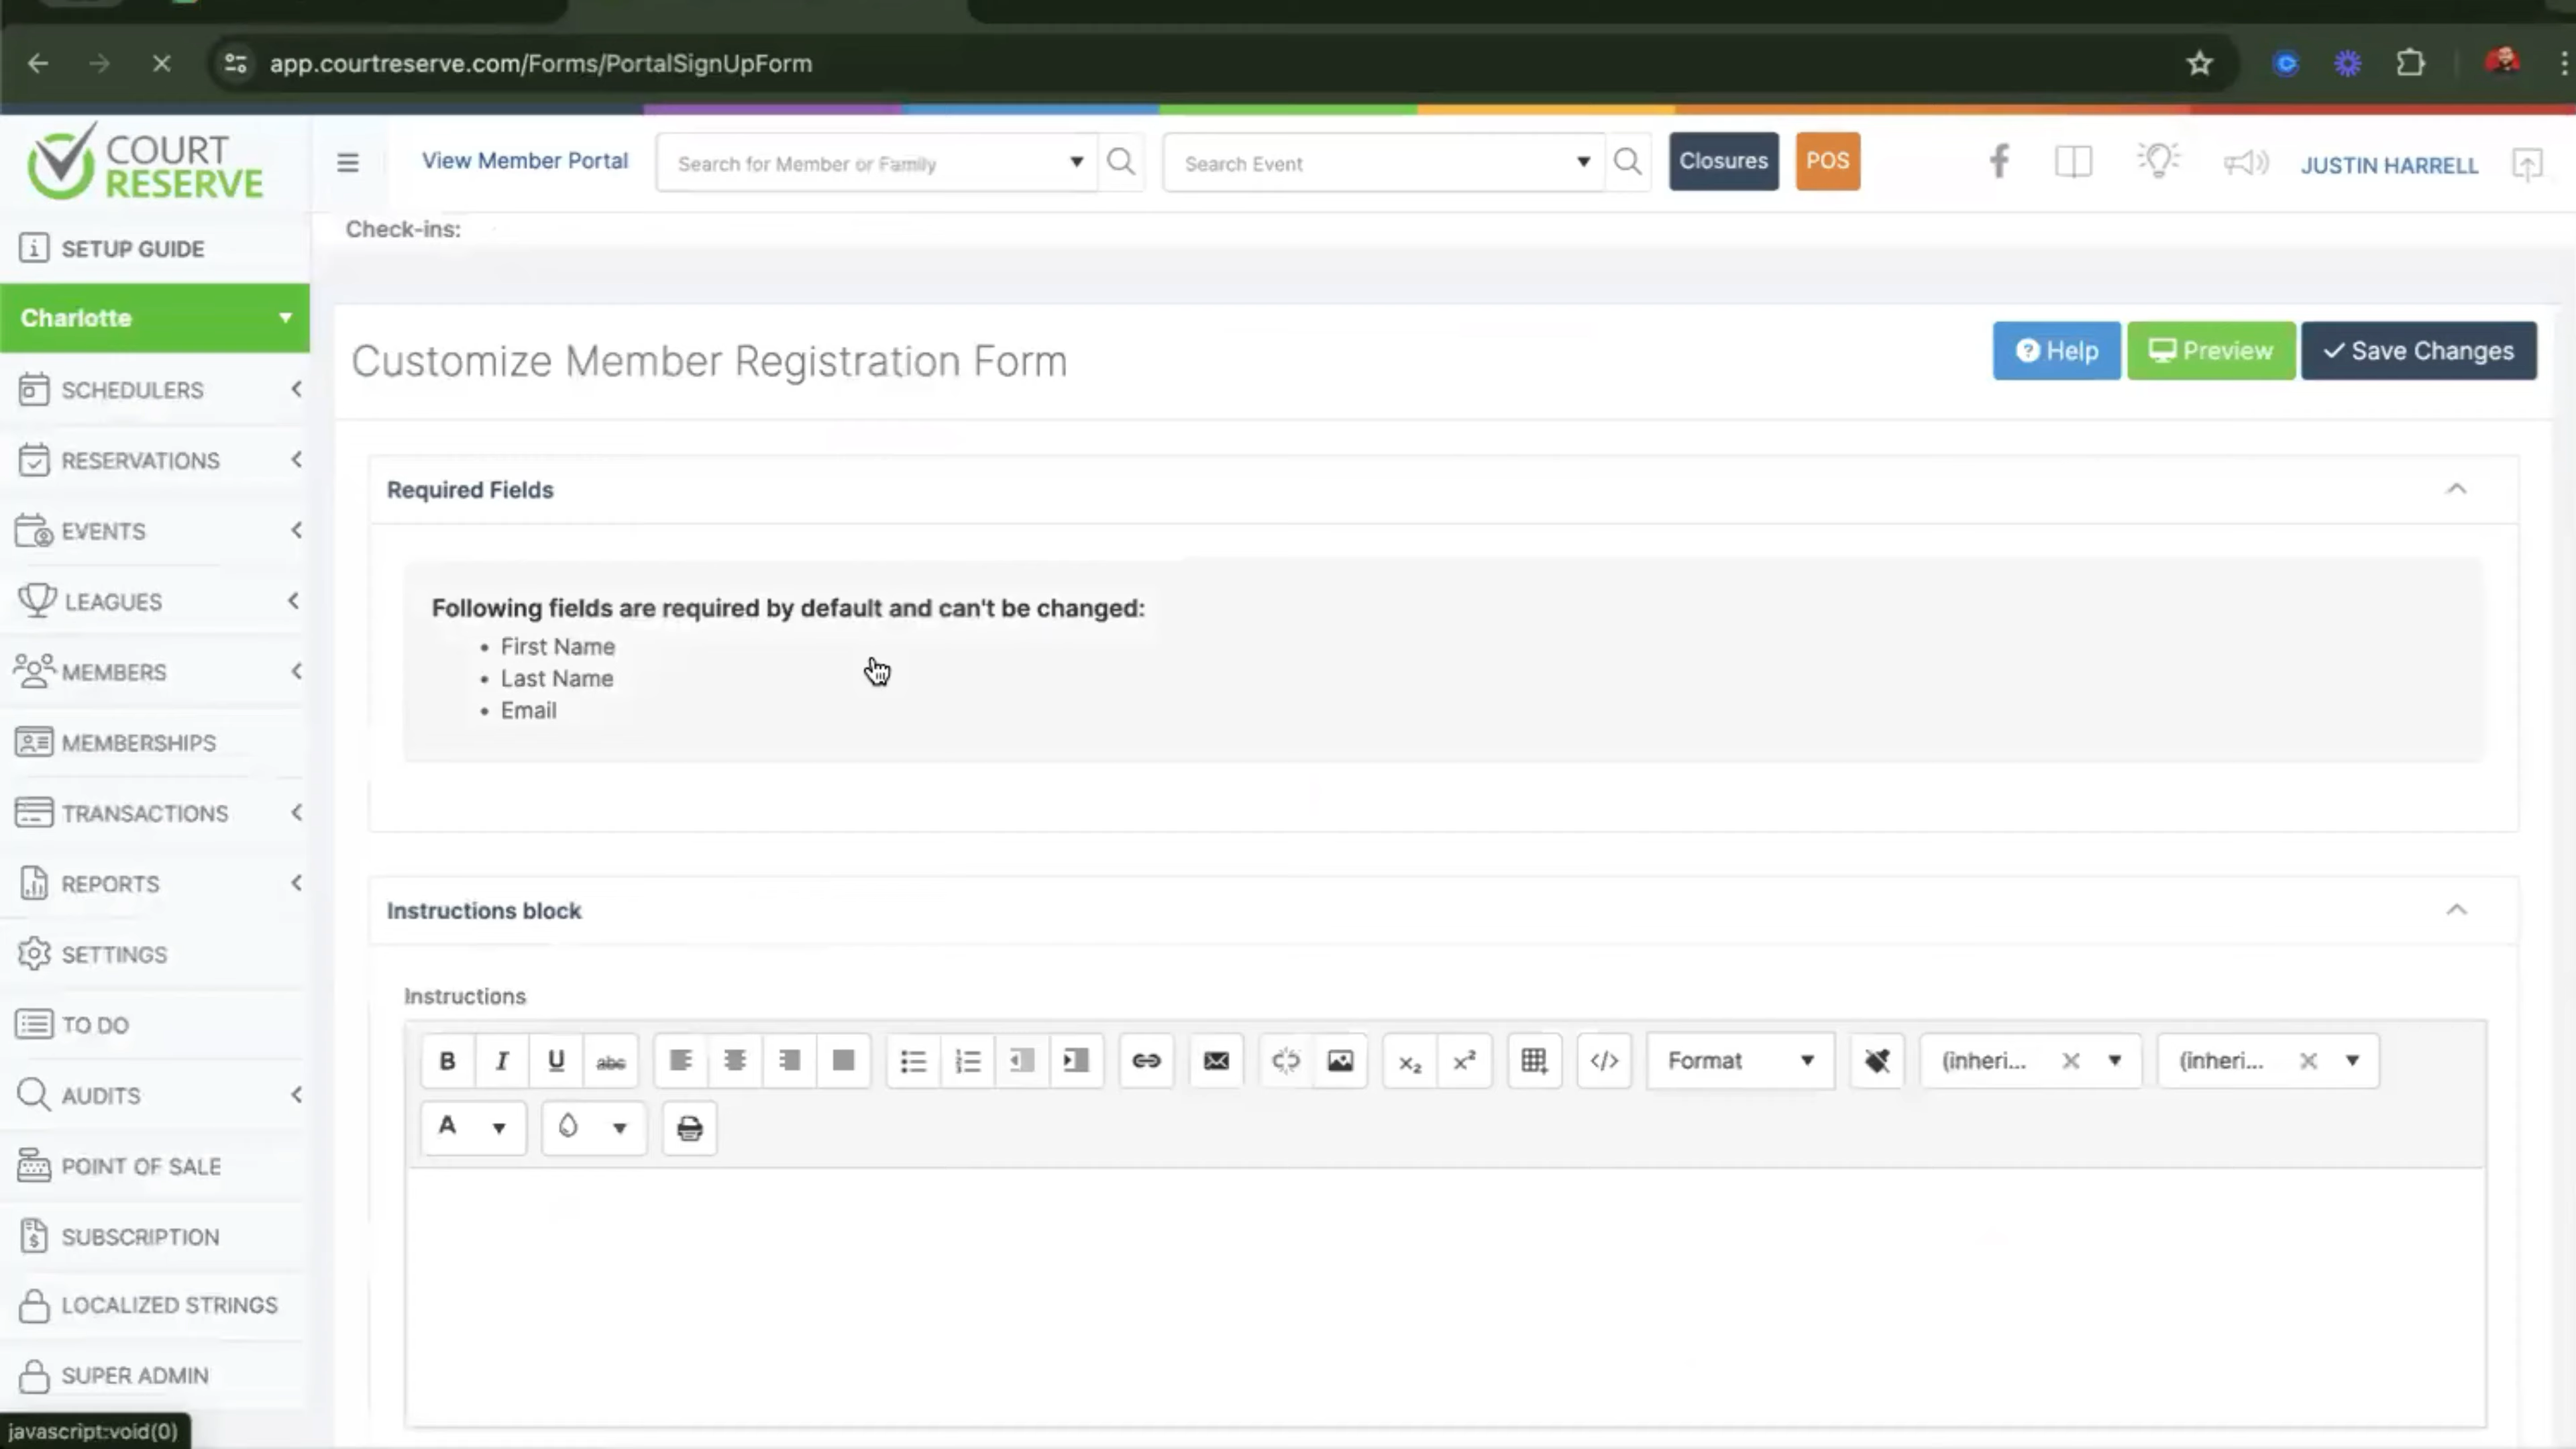 app.courtreserve.com/Forms/PortalSignUpForm
COURT RESERVE
View Member Portal
Search for Member or Family
Search Event
Closures
POS
JUSTIN HARRELL
Check-ins:
SETUP GUIDE
Charlotte
SCHEDULERS
RESERVATIONS
EVENTS
LEAGUES
MEMBERS
MEMBERSHIPS
TRANSACTIONS
REPORTS
SETTINGS
TO DO
AUDITS
POINT OF SALE
SUBSCRIPTION
LOCALIZED STRINGS
SUPER ADMIN
javascript:void(0)
Customize Member Registration Form
Help
Preview
Save Changes
Required Fields
Following fields are required by default and can't be changed:
• First Name
• Last Name
• Email
Instructions block
Instructions
B I U abc
x₂ x²
Format
(inheri...
(inheri...
A